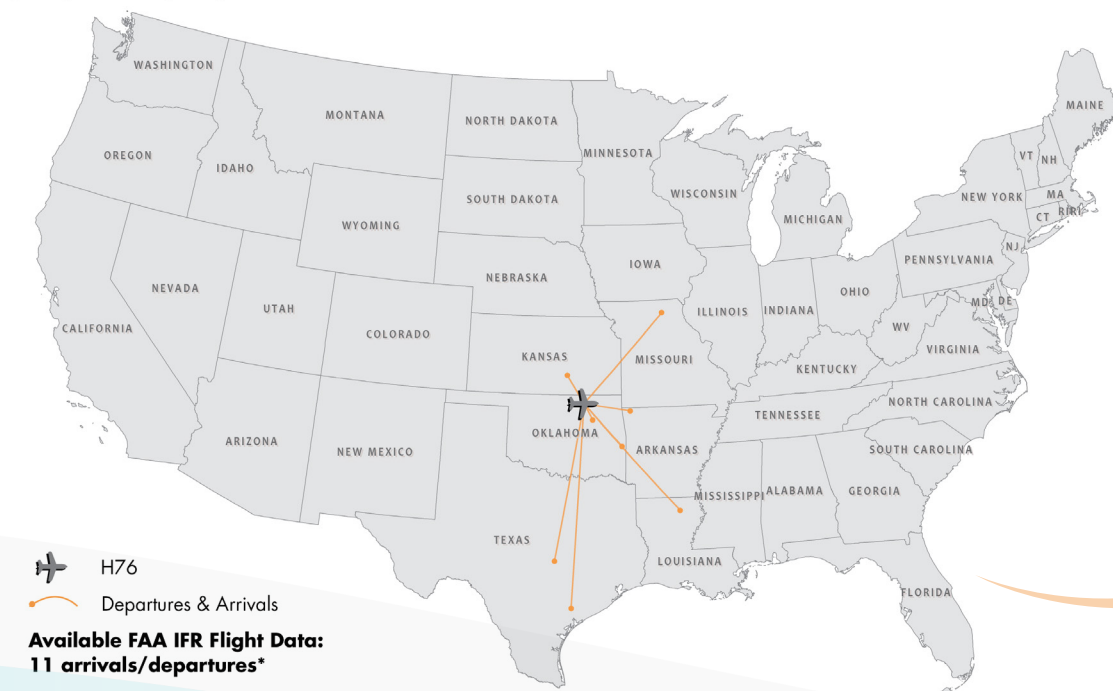 WASHINGTON
MONTANA
NORTH DAKOTA
MAINE
OREGON
IDAHO
MINNESOTA
VT
NH
SOUTH DAKOTA
WISCONSIN
NEW YORK
MA
WYOMING
MICHIGAN
CT
RIRI
NEBRASKA
IOWA
PENNSYLVANIA
NJ
NEVADA
UTAH
ILLINOIS
INDIANA
OHIO
MD
DE
CALIFORNIA
COLORADO
KANSAS
MISSOURI
WV
VIRGINIA
KENTUCKY
NORTH CAROLINA
TENNESSEE
ARIZONA
NEW MEXICO
OKLAHOMA
ARKANSAS
SOUTH CAROLINA
MISSISSIPPI
ALABAMA
GEORGIA
TEXAS
LOUISIANA
FLORIDA
H76
Departures & Arrivals
Available FAA IFR Flight Data:
11 arrivals/departures*